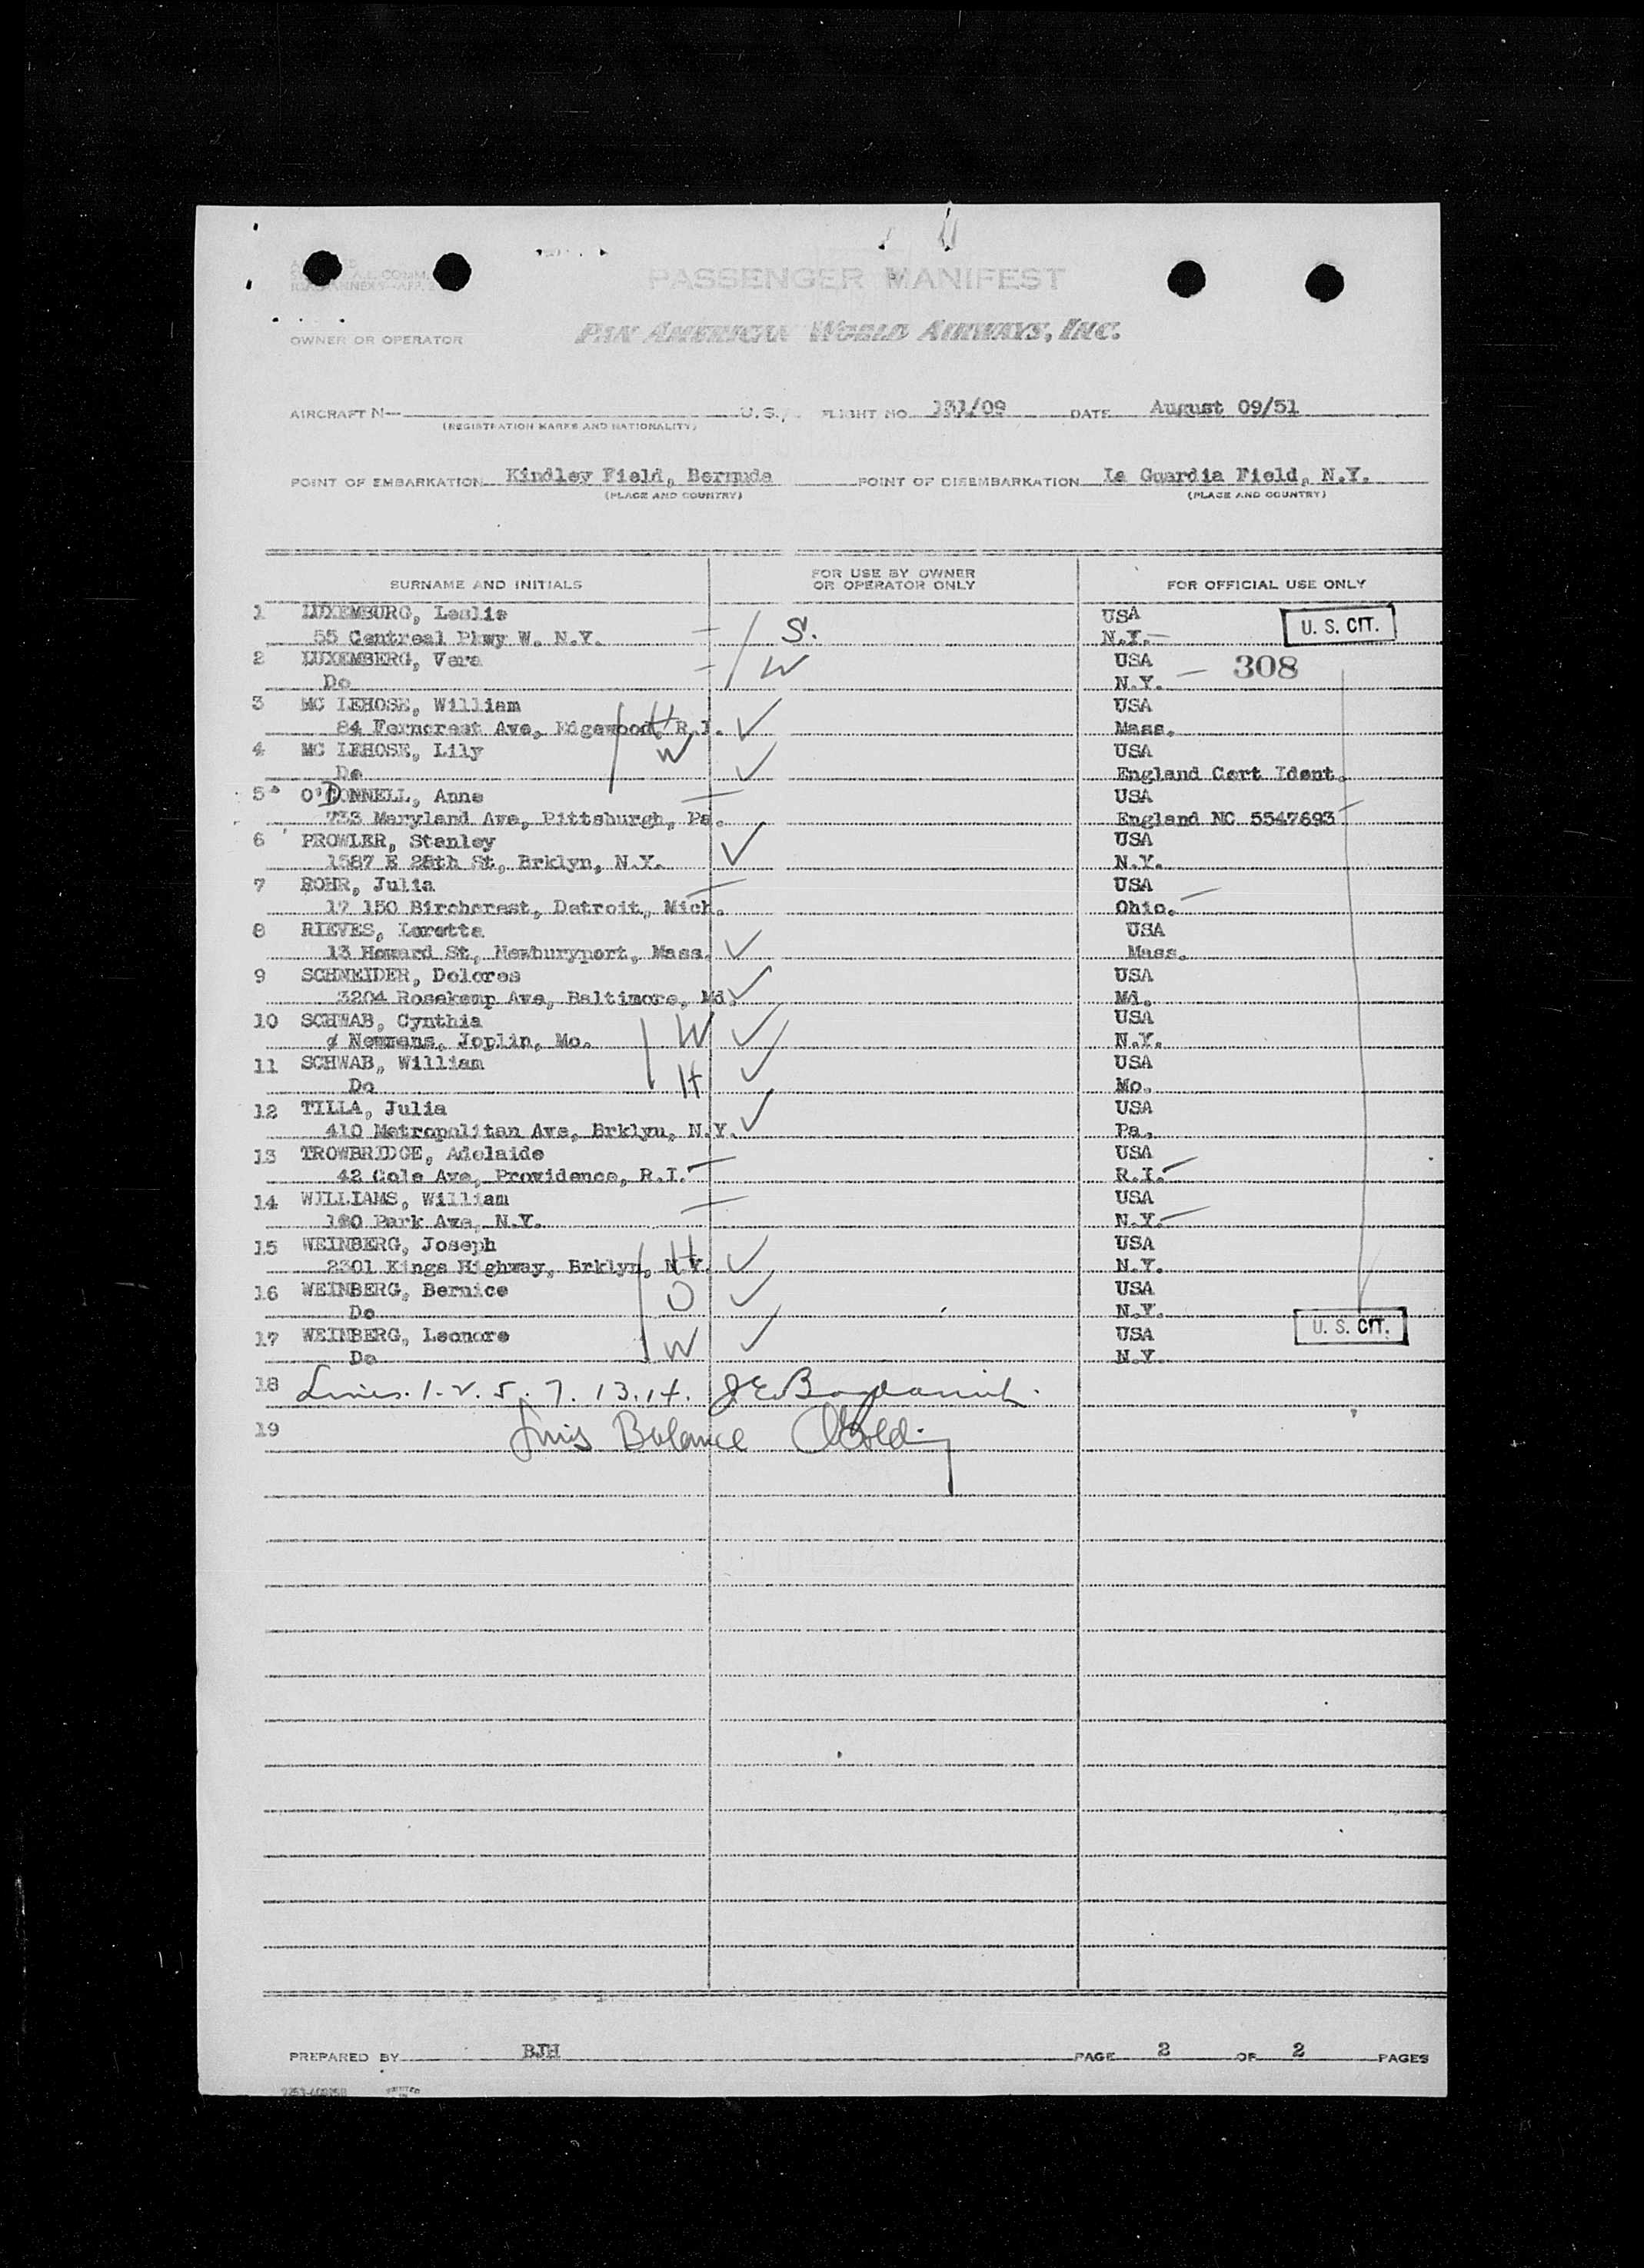 PASSENGER MANIFEST
OWNER OR OPERATOR PAN AMERICAN WORLD AIRWAYS, INC.
AIRCRAFT N— U.S. FLIGHT NO. 131/09 DATE August 09/51
(REGISTRATION MARKS AND NATIONALITY)
POINT OF EMBARKATION Kindley Field, Bermuda POINT OF DISEMBARKATION La Guardia Field, N.Y.
(PLACE AND COUNTRY) (PLACE AND COUNTRY)
SURNAME AND INITIALS FOR USE BY OWNER OR OPERATOR ONLY FOR OFFICIAL USE ONLY
1 LUXEMBURG, Leslie USA
55 Centreal Pkwy W. N.Y. S. N.Y. U. S. CIT.
2 LUXEMBERG, Vera W USA 308
Do N.Y.
3 MC LEHOSE, William USA
84 Ferncrest Ave, Edgewood, R.I. H Mass.
4 MC LEHOSE, Lily W USA
Do England Cert Ident.
5 O'DONNELL, Anne USA
733 Maryland Ave, Pittsburgh, Pa. England NC 5547693
6 PROWLER, Stanley USA
1587 E 28th St, Brklyn, N.Y. N.Y.
7 ROHR, Julia USA
17 150 Birchcrest, Detroit, Mich. Ohio.
8 RIEVES, Loretta USA
13 Howard St, Newburyport, Mass. Mass.
9 SCHNEIDER, Dolores USA
3204 Rosekemp Ave, Baltimore, Md. Md.
10 SCHWAB, Cynthia USA
¢ Newmans, Joplin, Mo. W N.Y.
11 SCHWAB, William USA
Do H Mo.
12 TILLA, Julia USA
410 Metropolitan Ave, Brklyn, N.Y. Pa.
13 TROWBRIDGE, Adelaide USA
42 Cole Ave, Providence, R.I. R.I.
14 WILLIAMS, William USA
180 Park Ave, N.Y. N.Y.
15 WEINBERG, Joseph USA
2301 Kings Highway, Brklyn, N.Y. H N.Y.
16 WEINBERG, Bernice D USA
Do N.Y.
17 WEINBERG, Leonore USA U. S. CIT.
Do W N.Y.
18 Lines. 1. 2. 5. 7. 13. 14.
19 Lines Balance
PREPARED BY BJH PAGE 2 OF 2 PAGES